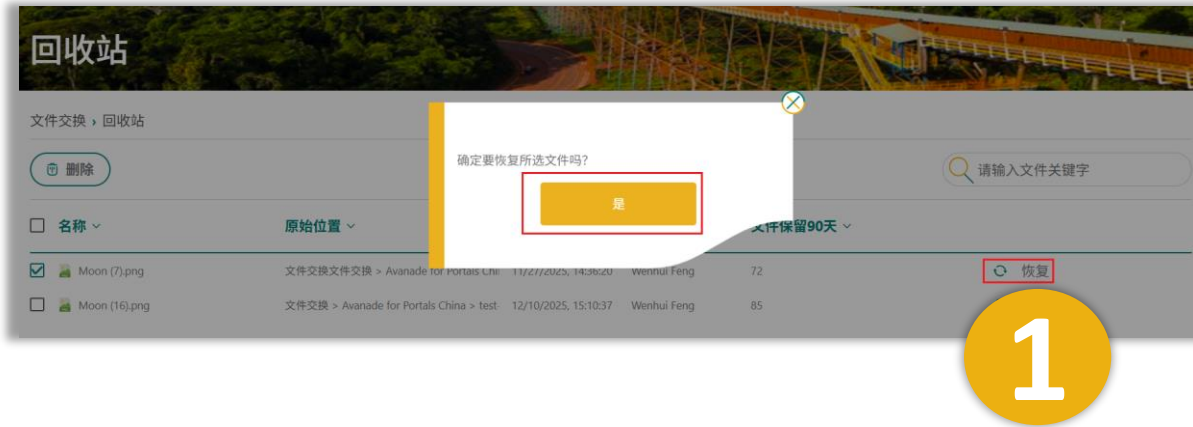 回收站
文件交换 › 回收站
确定要恢复所选文件吗?
删除
请输入文件关键字
是
名称
原始位置
文件保留90天
Moon (7).png 文件交换文件交换 > Avanade for Portals Chi 11/27/2025, 14:36:20 Wenhui Feng 72 恢复
Moon (16).png 文件交换 > Avanade for Portals China > test- 12/10/2025, 15:10:37 Wenhui Feng 85
1